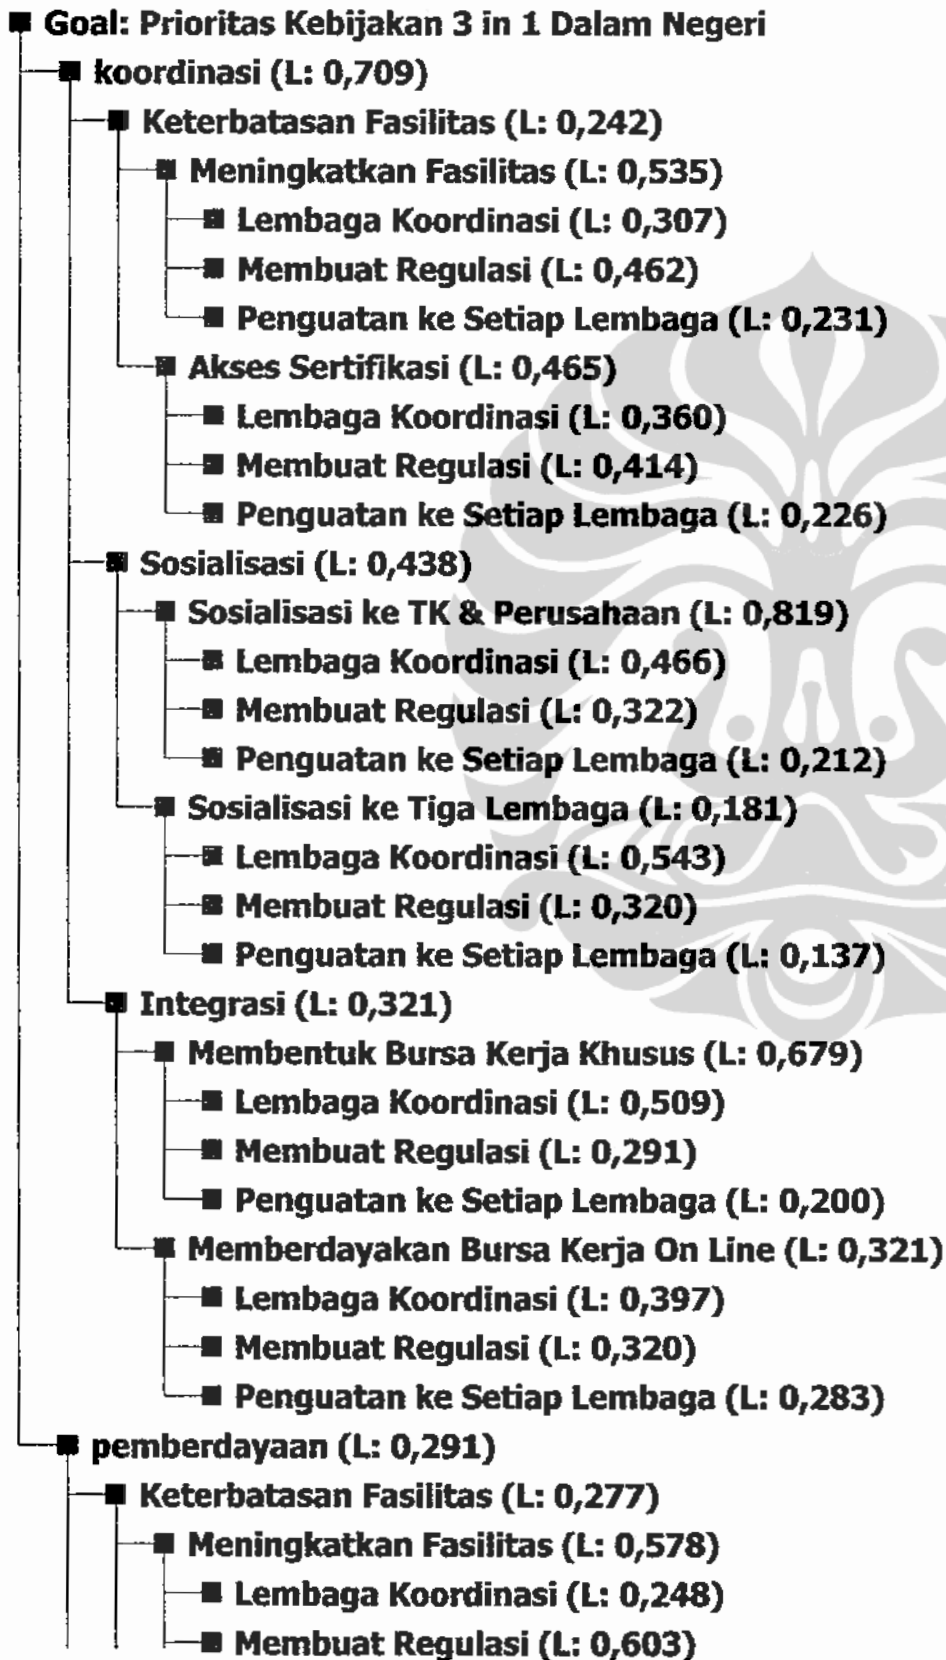 Goal: Prioritas Kebijakan 3 in 1 Dalam Negeri
koordinasi (L: 0,709)
Keterbatasan Fasilitas (L: 0,242)
Meningkatkan Fasilitas (L: 0,535)
Lembaga Koordinasi (L: 0,307)
Membuat Regulasi (L: 0,462)
Penguatan ke Setiap Lembaga (L: 0,231)
Akses Sertifikasi (L: 0,465)
Lembaga Koordinasi (L: 0,360)
Membuat Regulasi (L: 0,414)
Penguatan ke Setiap Lembaga (L: 0,226)
Sosialisasi (L: 0,438)
Sosialisasi ke TK & Perusahaan (L: 0,819)
Lembaga Koordinasi (L: 0,466)
Membuat Regulasi (L: 0,322)
Penguatan ke Setiap Lembaga (L: 0,212)
Sosialisasi ke Tiga Lembaga (L: 0,181)
Lembaga Koordinasi (L: 0,543)
Membuat Regulasi (L: 0,320)
Penguatan ke Setiap Lembaga (L: 0,137)
Integrasi (L: 0,321)
Membentuk Bursa Kerja Khusus (L: 0,679)
Lembaga Koordinasi (L: 0,509)
Membuat Regulasi (L: 0,291)
Penguatan ke Setiap Lembaga (L: 0,200)
Memberdayakan Bursa Kerja On Line (L: 0,321)
Lembaga Koordinasi (L: 0,397)
Membuat Regulasi (L: 0,320)
Penguatan ke Setiap Lembaga (L: 0,283)
pemberdayaan (L: 0,291)
Keterbatasan Fasilitas (L: 0,277)
Meningkatkan Fasilitas (L: 0,578)
Lembaga Koordinasi (L: 0,248)
Membuat Regulasi (L: 0,603)